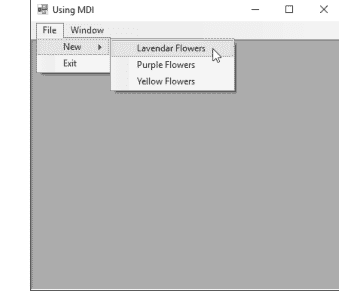 Using MDI
File Window
New Lavendar Flowers
Exit Purple Flowers
Yellow Flowers